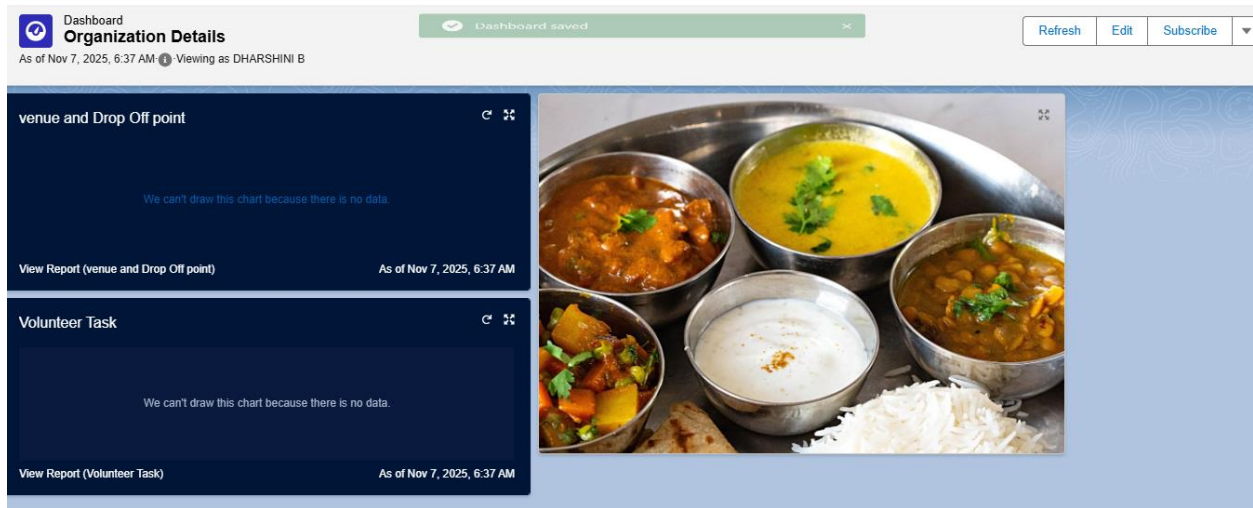 Dashboard
Organization Details
As of Nov 7, 2025, 6:37 AM·Viewing as DHARSHINI B
Dashboard saved
Refresh
Edit
Subscribe
venue and Drop Off point
We can't draw this chart because there is no data.
View Report (venue and Drop Off point)
As of Nov 7, 2025, 6:37 AM
Volunteer Task
We can't draw this chart because there is no data.
View Report (Volunteer Task)
As of Nov 7, 2025, 6:37 AM